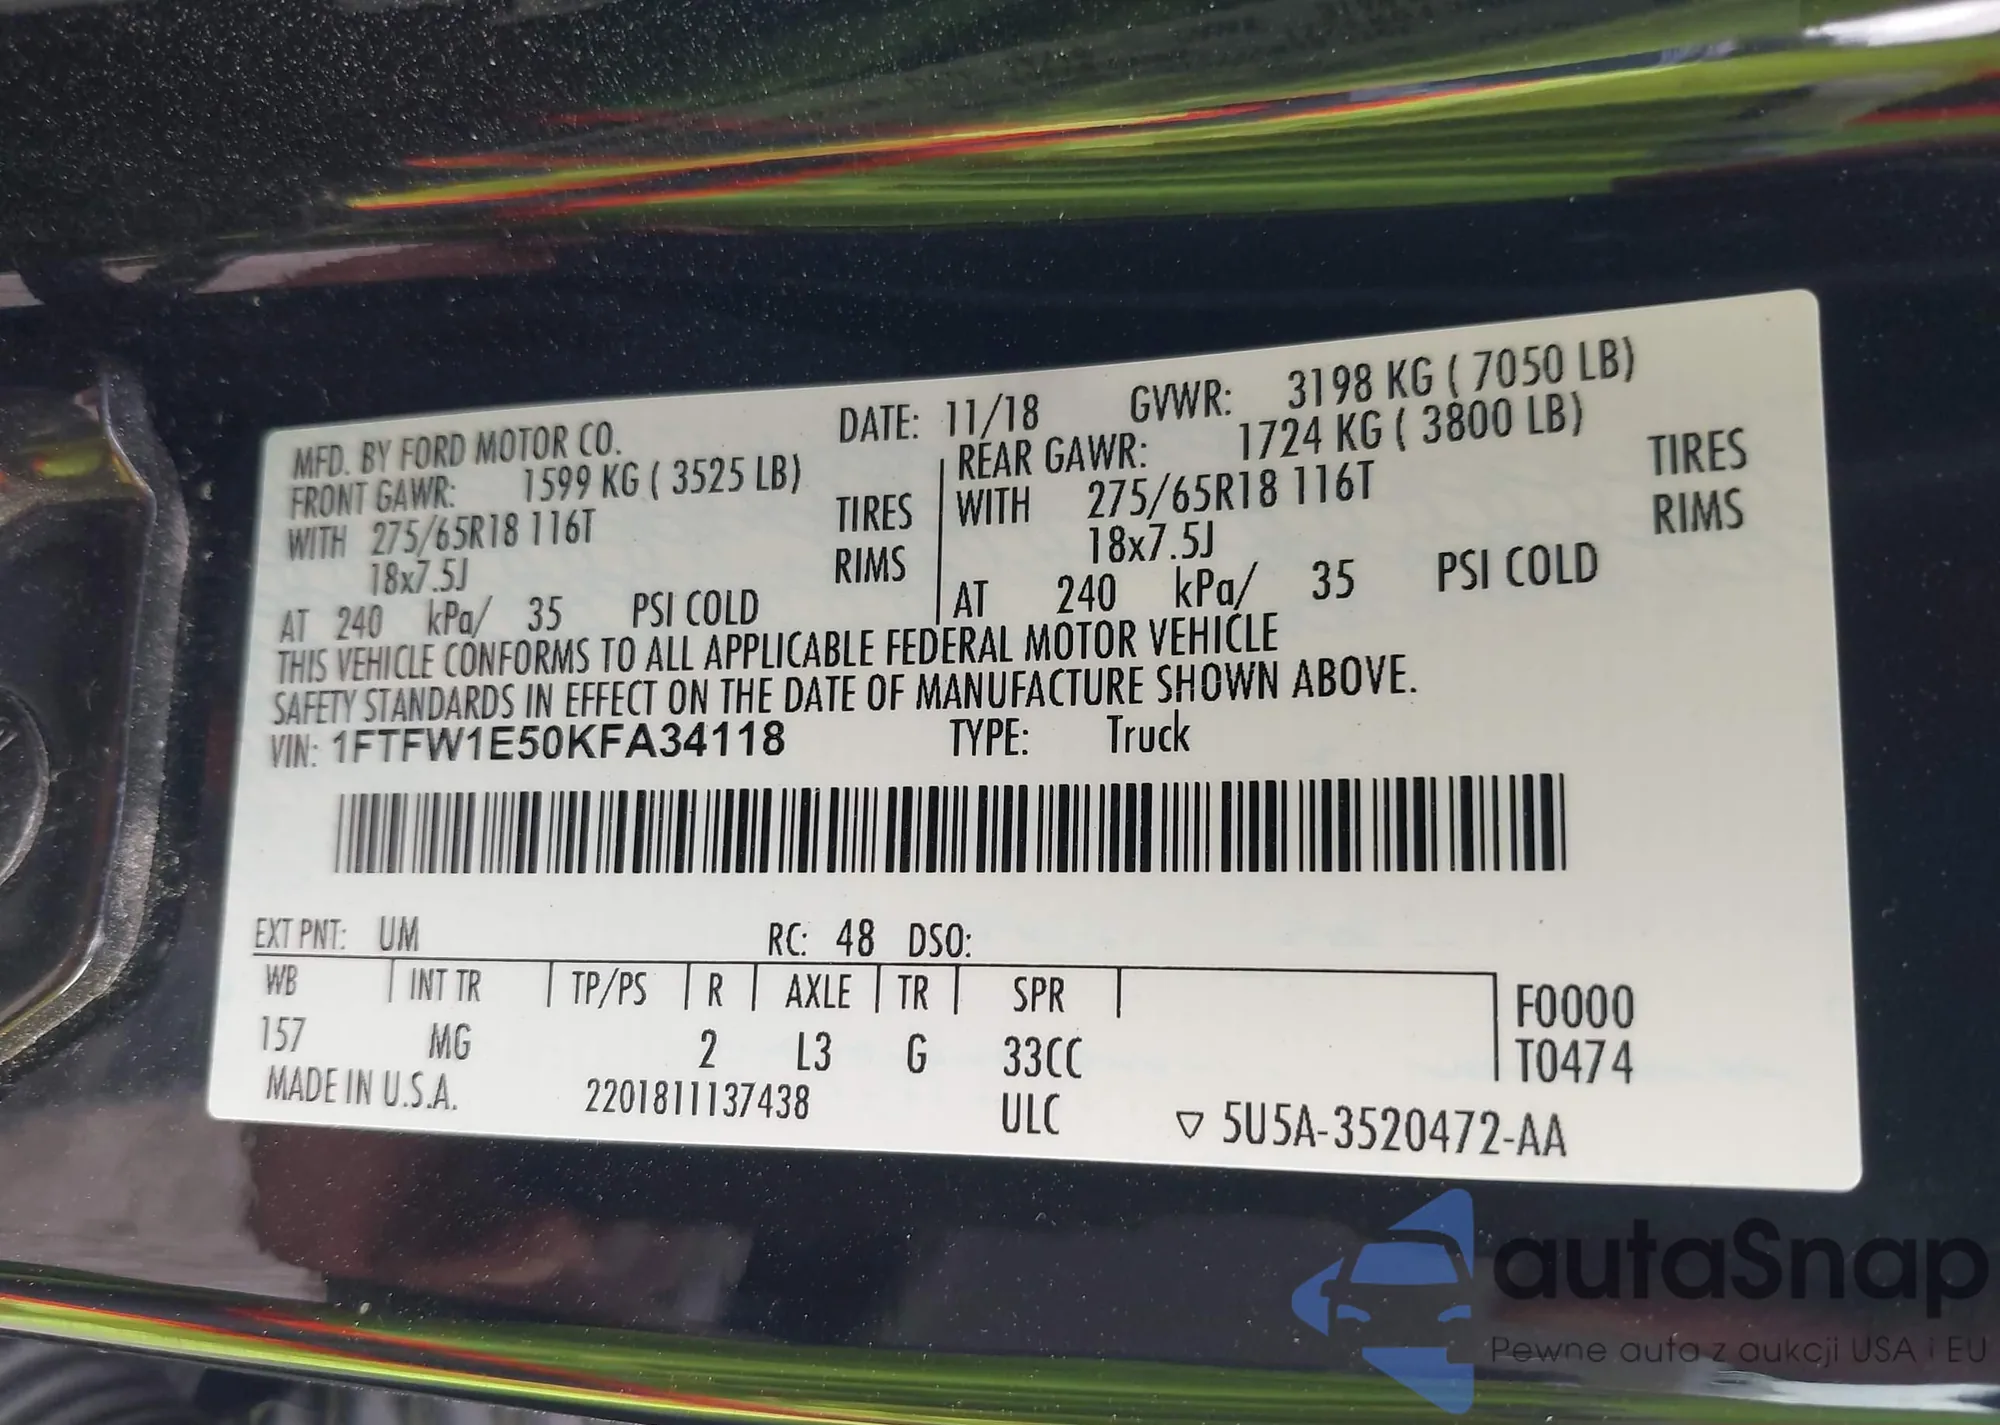 MFD. BY FORD MOTOR CO. DATE: 11/18 GVWR: 3198 KG ( 7050 LB)
FRONT GAWR: 1599 KG ( 3525 LB) REAR GAWR: 1724 KG ( 3800 LB)
WITH 275/65R18 116T TIRES WITH 275/65R18 116T TIRES
18x7.5J RIMS 18x7.5J RIMS
AT 240 kPa/ 35 PSI COLD AT 240 kPa/ 35 PSI COLD
THIS VEHICLE CONFORMS TO ALL APPLICABLE FEDERAL MOTOR VEHICLE
SAFETY STANDARDS IN EFFECT ON THE DATE OF MANUFACTURE SHOWN ABOVE.
VIN: 1FTFW1E50KFA34118 TYPE: Truck
EXT PNT: UM RC: 48 DSO:
WB INT TR TP/PS R AXLE TR SPR F0000
157 MG 2 L3 G 33CC T0474
MADE IN U.S.A. 2201811137438 ULC ▽ 5U5A-3520472-AA
autaSnap
Pewne auta z aukcji USA i EU